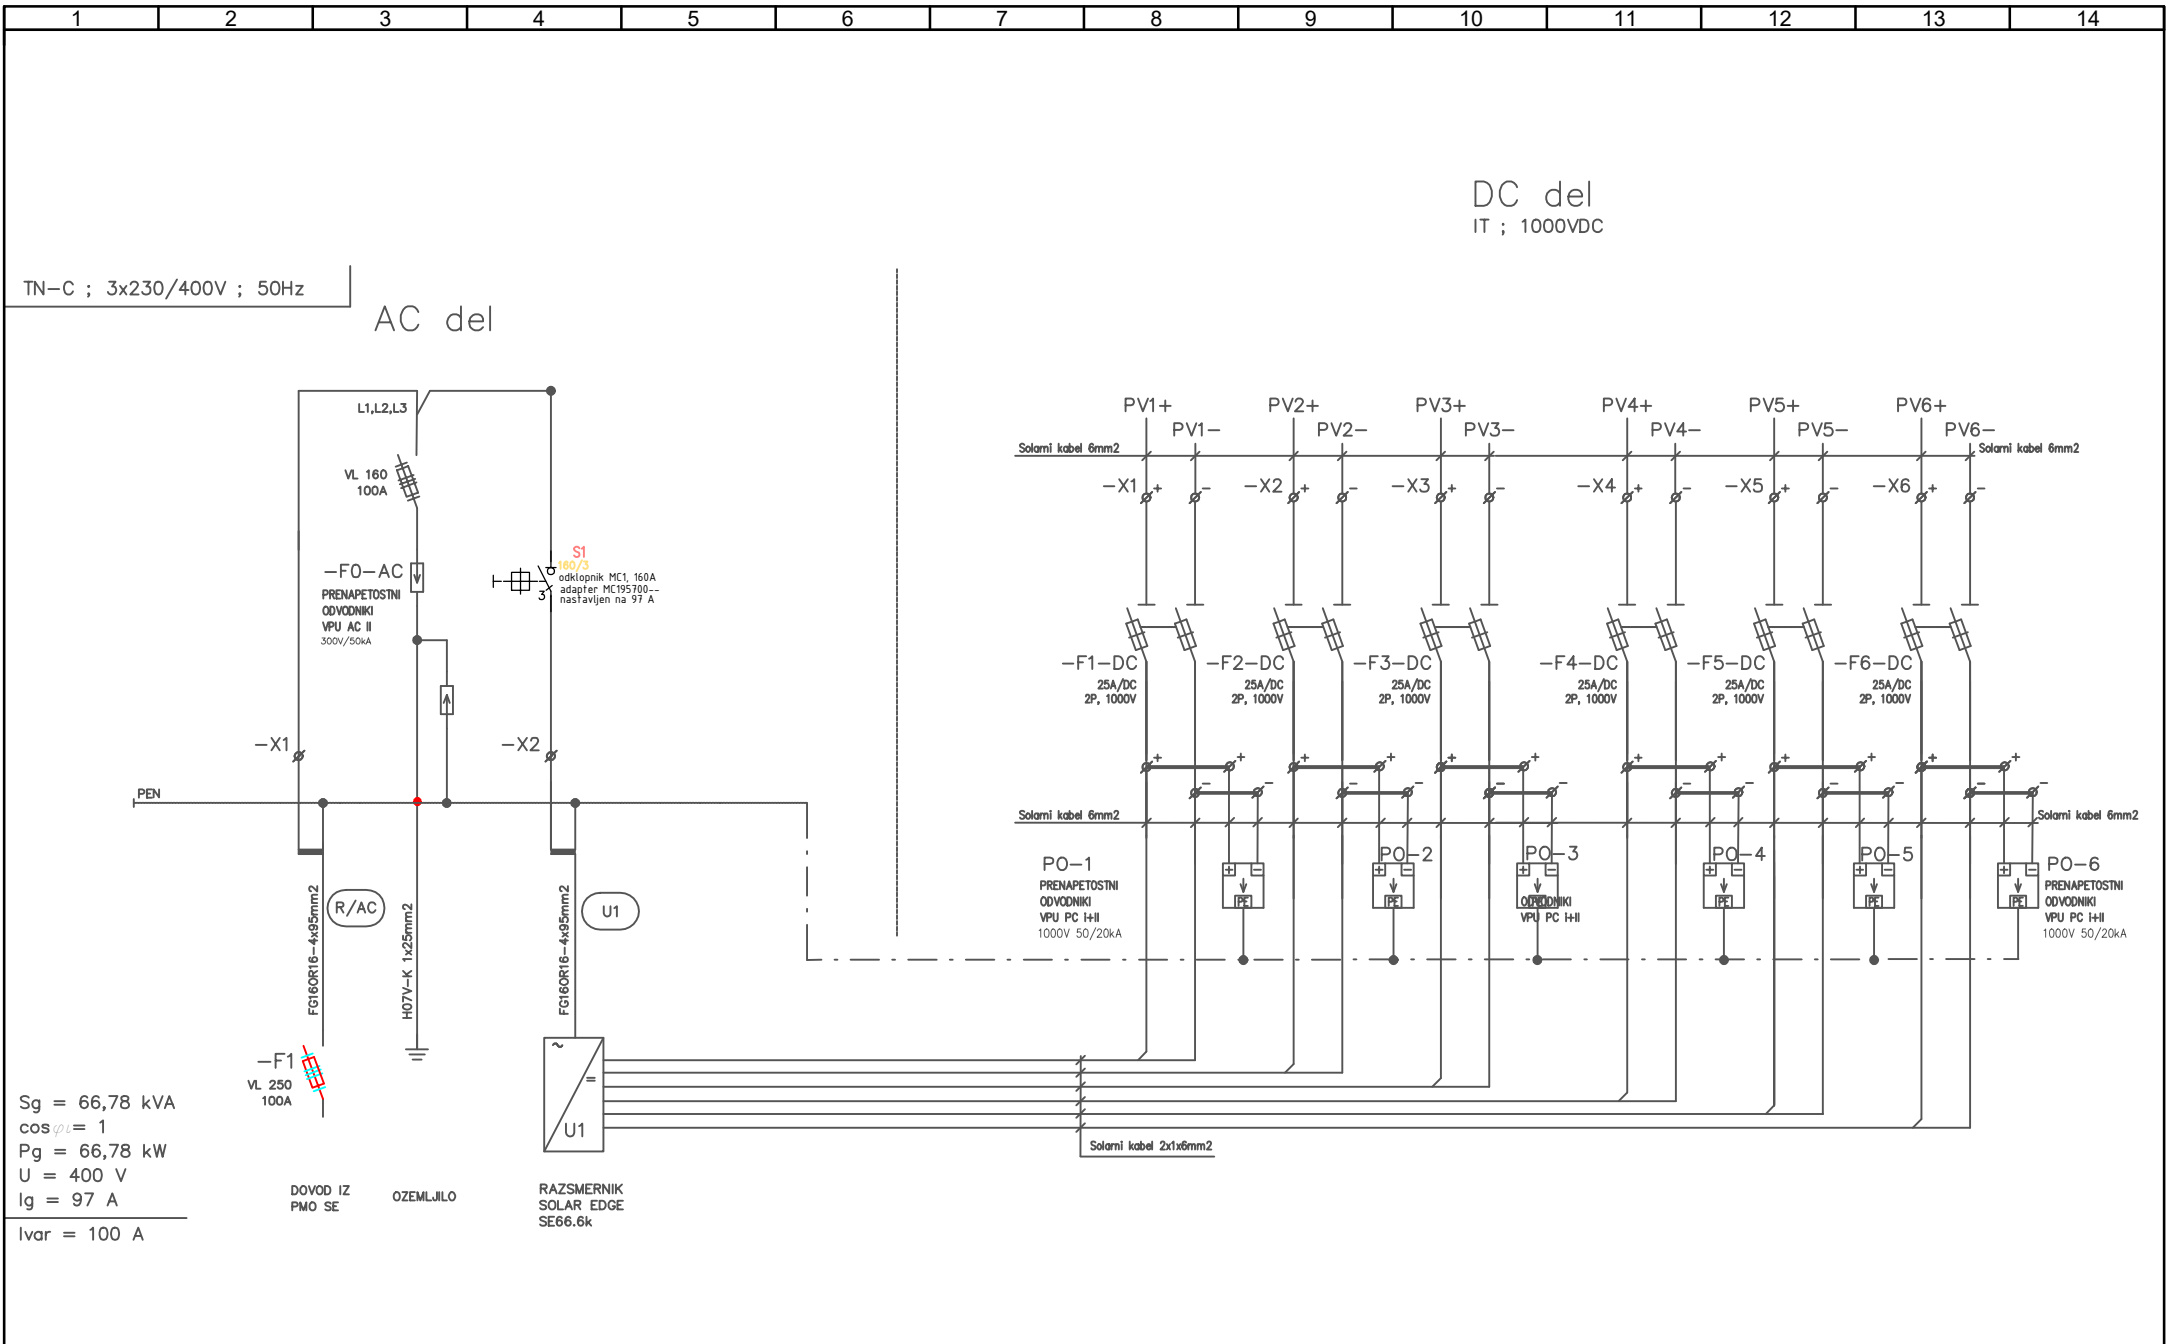 1 2 3 4 5 6 7 8 9 10 11 12 13 14
DC del
IT ; 1000VDC
TN-C ; 3x230/400V ; 50Hz
AC del
L1,L2,L3
VL 160
100A
-F0-AC
PRENAPETOSTNI
ODVODNIKI
VPU AC II
300V/50kA
S1
160/3
odklopnik MC1, 160A
adapter MC195700--
nastavljen na 97 A
3
-X1
-X2
PEN
FG16OR16-4x95mm2
R/AC
H07V-K 1x25mm2
FG16OR16-4x95mm2
U1
-F1
VL 250
100A
~
=
U1
Sg = 66,78 kVA
cosφι= 1
Pg = 66,78 kW
U = 400 V
Ig = 97 A
Ivar = 100 A
DOVOD IZ
PMO SE
OZEMLJILO
RAZSMERNIK
SOLAR EDGE
SE66.6k
PV1+ PV2+ PV3+ PV4+ PV5+ PV6+
PV1- PV2- PV3- PV4- PV5- PV6-
Solarni kabel 6mm2
Solarni kabel 6mm2
-X1 + - -X2 + - -X3 + - -X4 + - -X5 + - -X6 + -
-F1-DC -F2-DC -F3-DC -F4-DC -F5-DC -F6-DC
25A/DC 25A/DC 25A/DC 25A/DC 25A/DC 25A/DC
2P, 1000V 2P, 1000V 2P, 1000V 2P, 1000V 2P, 1000V 2P, 1000V
+ + + + + + + + + + + +
- - - - - - - - - - - -
Solarni kabel 6mm2
Solarni kabel 6mm2
PO-1
PRENAPETOSTNI
ODVODNIKI
VPU PC I+II
1000V 50/20kA
+ -
PE
PO-2
+ -
PE
PO-3
+ -
PE
ODVODNIKI
VPU PC I+II
PO-4
+ -
PE
PO-5
+ -
PE
+ -
PE
PO-6
PRENAPETOSTNI
ODVODNIKI
VPU PC I+II
1000V 50/20kA
Solarni kabel 2x1x6mm2